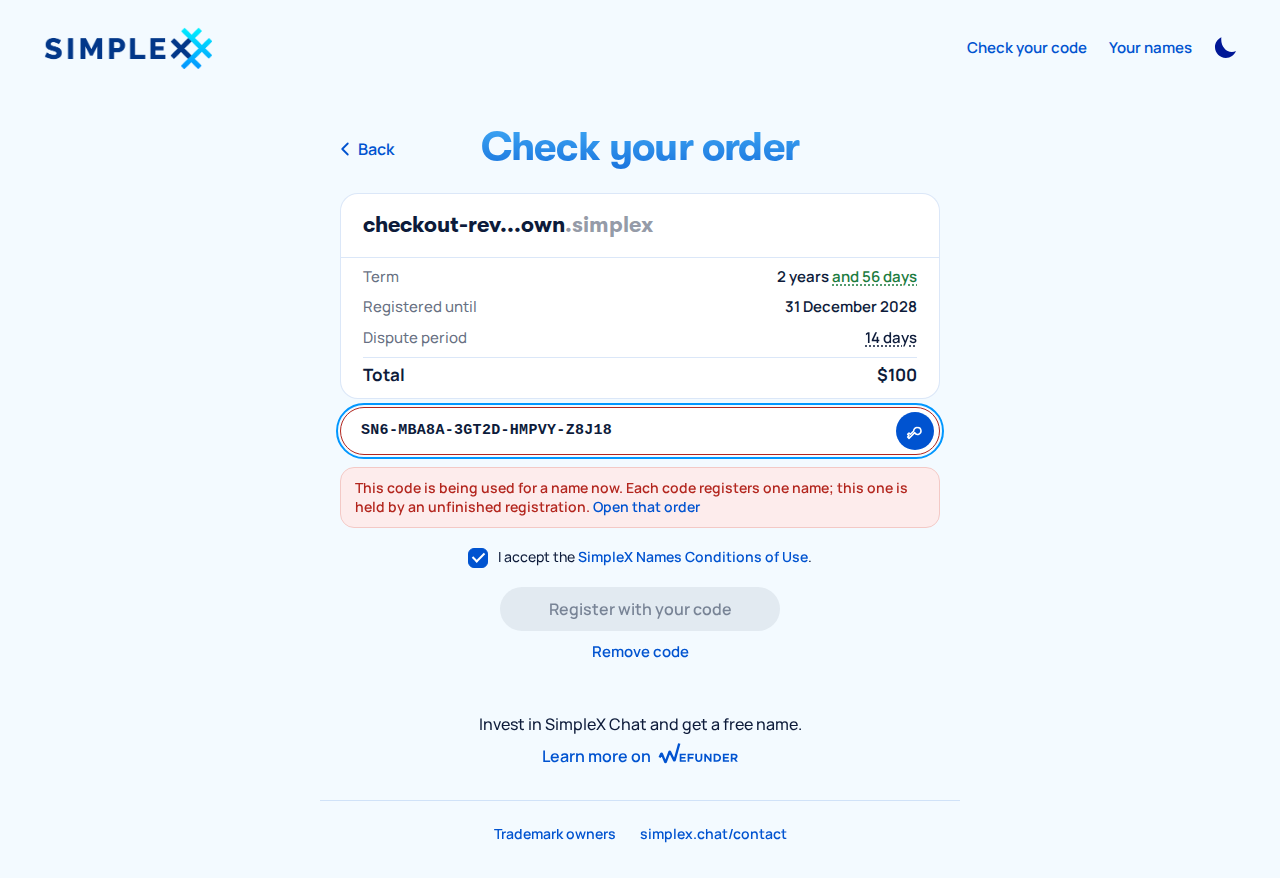 SIMPLEX
Check your code
Your names
Back
Check your order
checkout-rev...own.simplex
Term
2 years and 56 days
Registered until
31 December 2028
Dispute period
14 days
Total
$100
SN6-MBA8A-3GT2D-HMPVY-Z8J18
This code is being used for a name now. Each code registers one name; this one is
held by an unfinished registration. Open that order
I accept the SimpleX Names Conditions of Use.
Register with your code
Remove code
Invest in SimpleX Chat and get a free name.
Learn more on WEFUNDER
Trademark owners
simplex.chat/contact